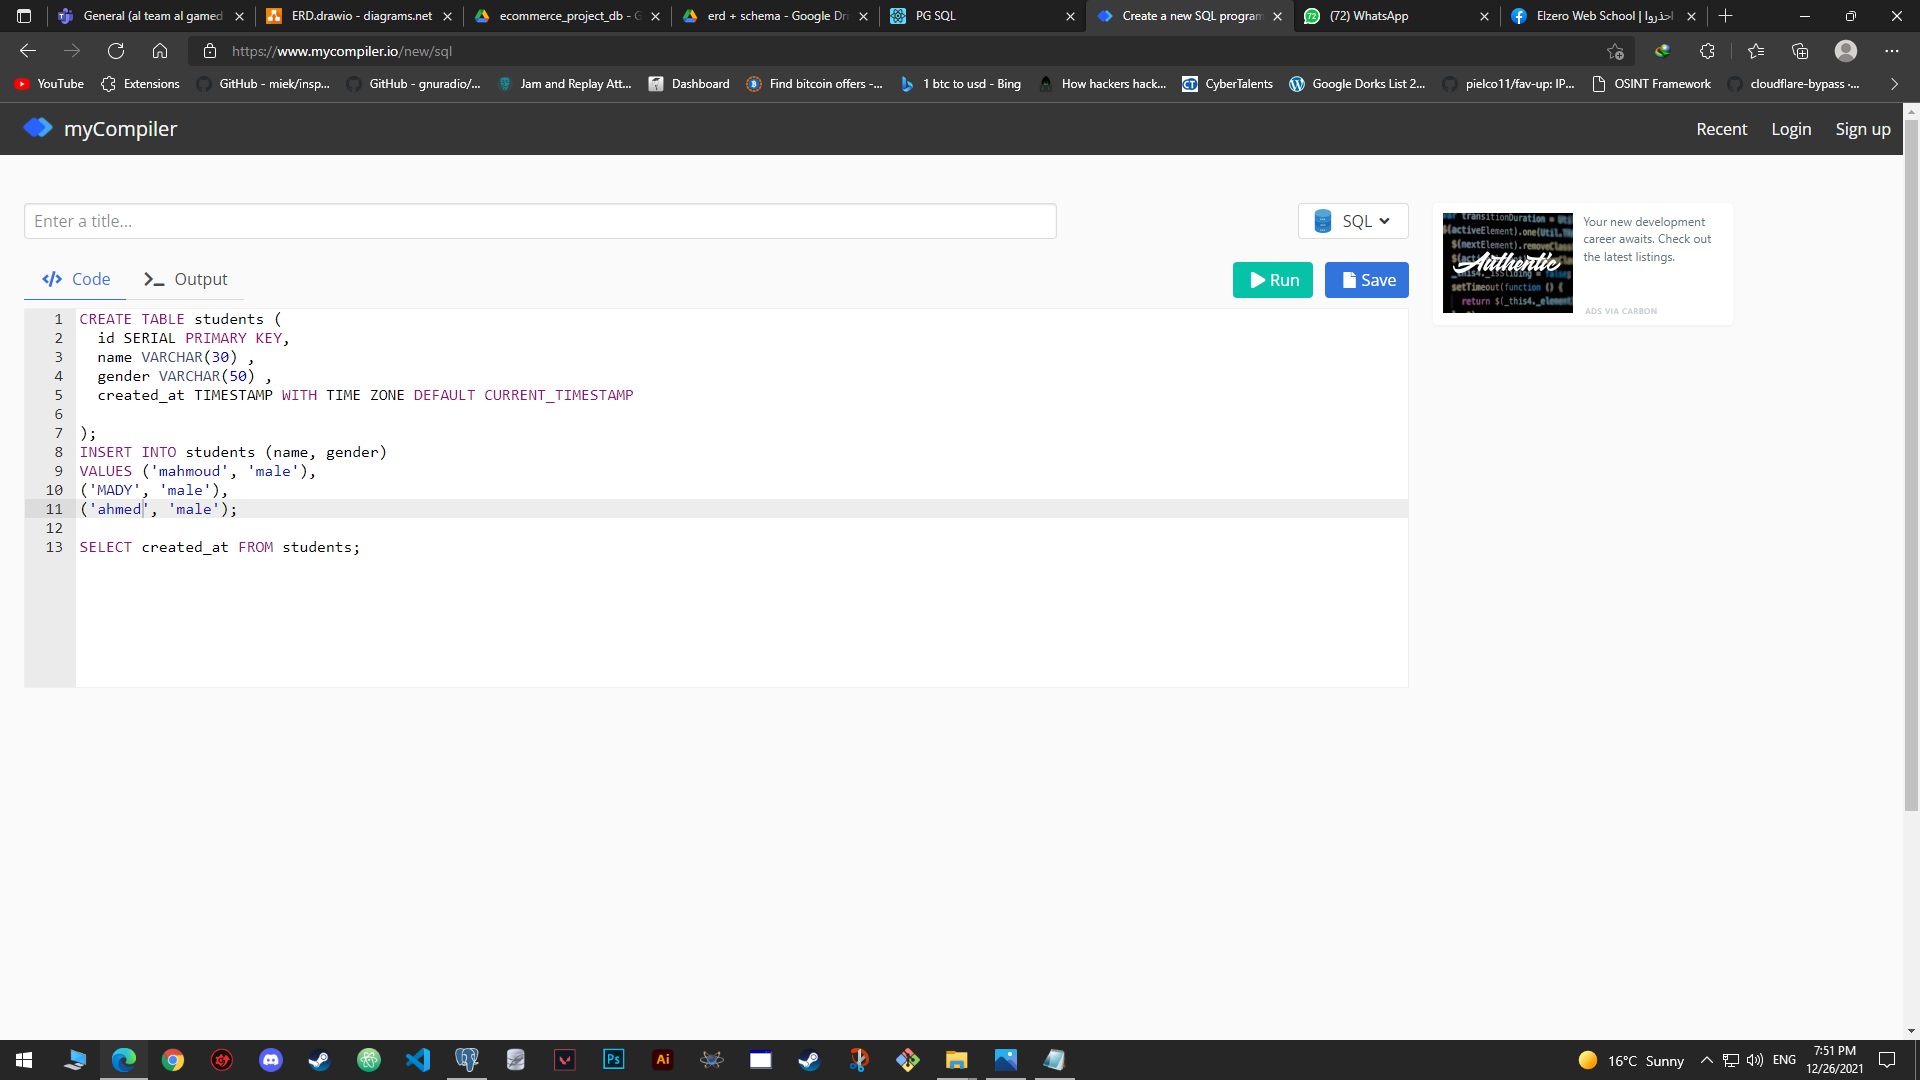 General (al team al gamed
ERD.drawio - diagrams.net
ecommerce_project_db - G
erd + schema - Google Dri
PG SQL
Create a new SQL program
(72) WhatsApp
Elzero Web School | احذروا
https://www.mycompiler.io/new/sql
YouTube
Extensions
GitHub - miek/insp...
GitHub - gnuradio/...
Jam and Replay Att...
Dashboard
Find bitcoin offers -...
1 btc to usd - Bing
How hackers hack...
CyberTalents
Google Dorks List 2...
pielco11/fav-up: IP...
OSINT Framework
cloudflare-bypass ·...
myCompiler
Recent
Login
Sign up
Enter a title...
SQL
Code
Output
Run
Save
1 CREATE TABLE students (
2 id SERIAL PRIMARY KEY,
3 name VARCHAR(30) ,
4 gender VARCHAR(50) ,
5 created_at TIMESTAMP WITH TIME ZONE DEFAULT CURRENT_TIMESTAMP
6
7 );
8 INSERT INTO students (name, gender)
9 VALUES ('mahmoud', 'male'),
10 ('MADY', 'male'),
11 ('ahmed', 'male');
12
13 SELECT created_at FROM students;
Authentic
Your new development
career awaits. Check out
the latest listings.
ADS VIA CARBON
16°C Sunny
ENG
7:51 PM
12/26/2021